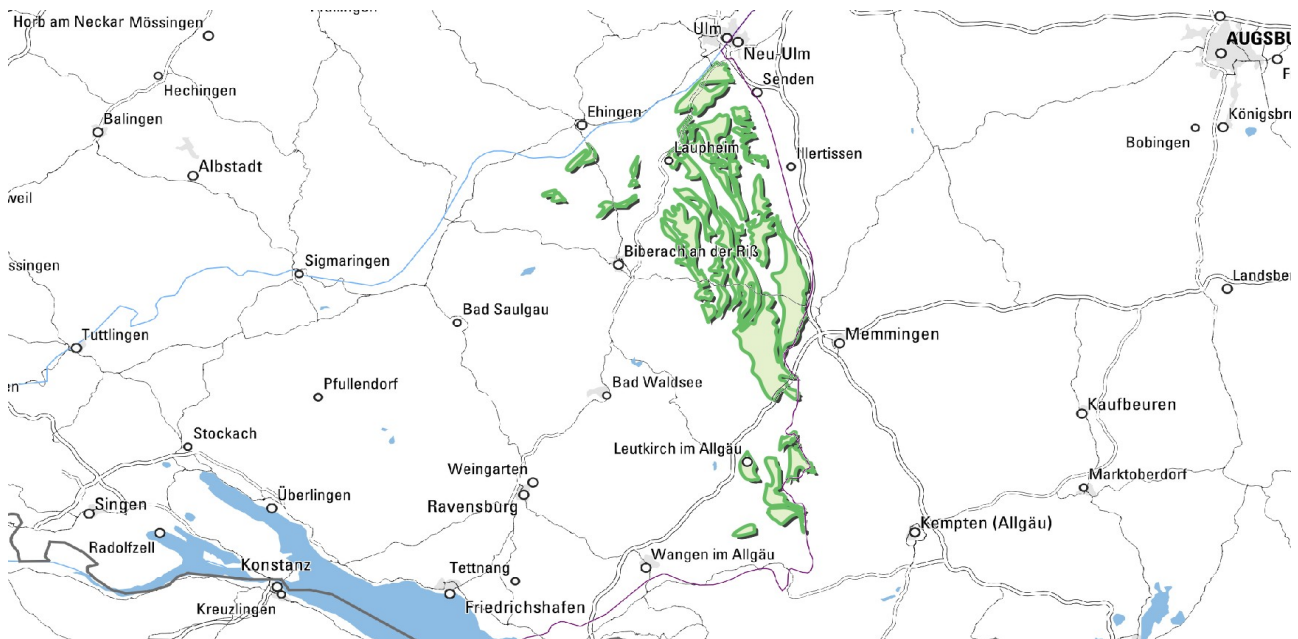 Horb am Neckar Mössingen
Ulm
Neu-Ulm
AUGSBU
Hechingen
Senden
Balingen
Ehingen
Königsbru
Bobingen
Albstadt
Laupheim
Illertissen
weil
ssingen
Sigmaringen
Biberach an der Riß
Landsber
Bad Saulgau
Tuttlingen
Memmingen
en
Pfullendorf
Bad Waldsee
Kaufbeuren
Stockach
Leutkirch im Allgäu
Weingarten
Marktoberdorf
Singen
Überlingen
Ravensburg
Kempten (Allgäu)
Radolfzell
Konstanz
Tettnang
Wangen im Allgäu
Kreuzlingen
Friedrichshafen